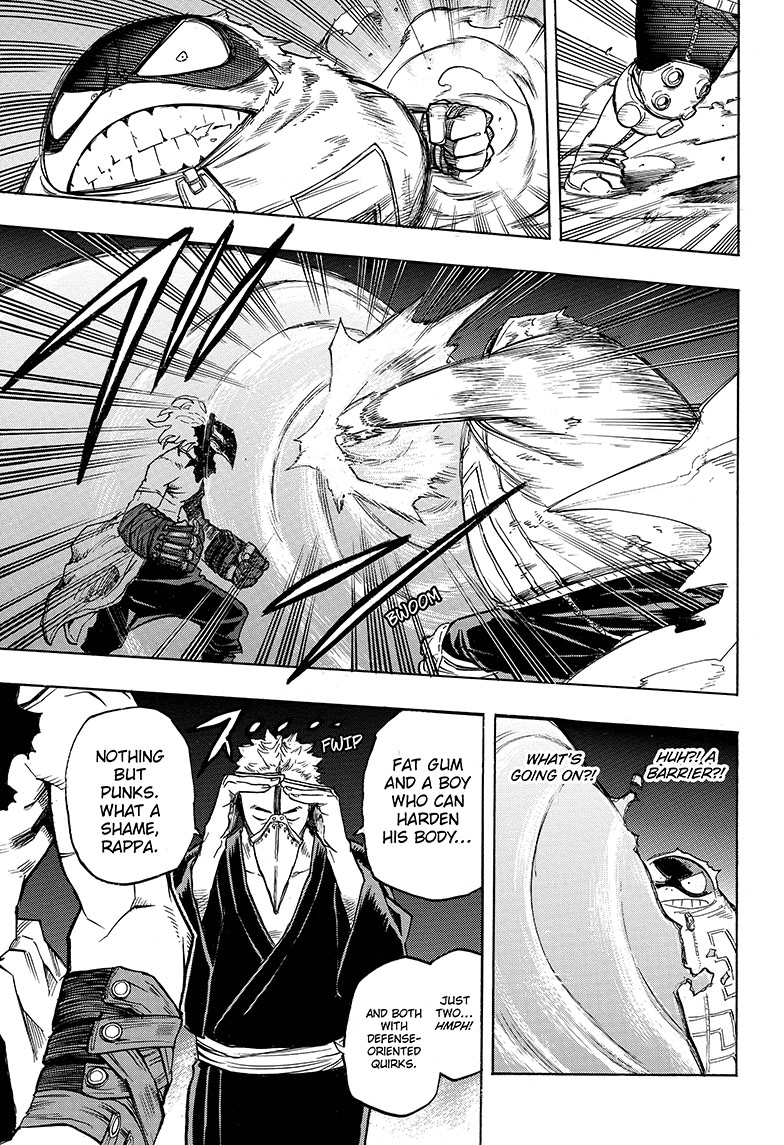 BWOOM
HUH?! A
BARRIER?!
WHAT'S
GOING ON?!
FAT GUM
AND A BOY
WHO CAN
HARDEN
HIS BODY...
FWIP
JUST
TWO...
HMPH!
AND BOTH
WITH
DEFENSE-
ORIENTED
QUIRKS.
NOTHING
BUT
PUNKS.
WHAT A
SHAME,
RAPPA.